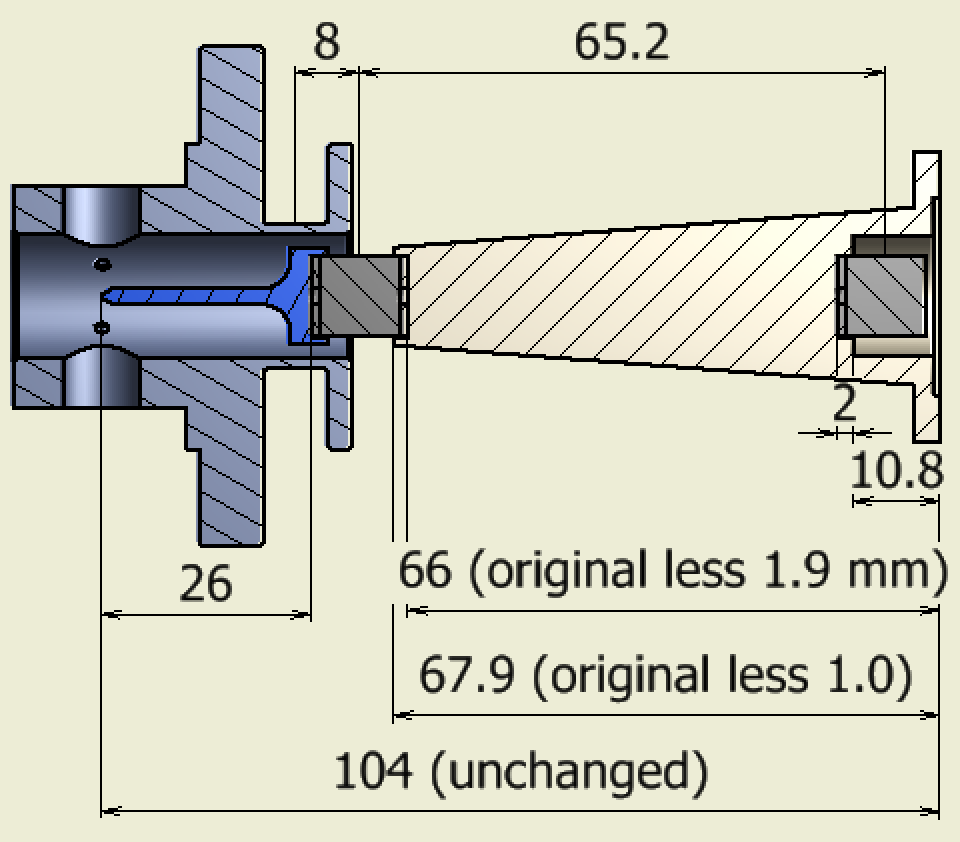 8
65.2
2
10.8
66 (original less 1.9 mm)
26
67.9 (original less 1.0)
104 (unchanged)